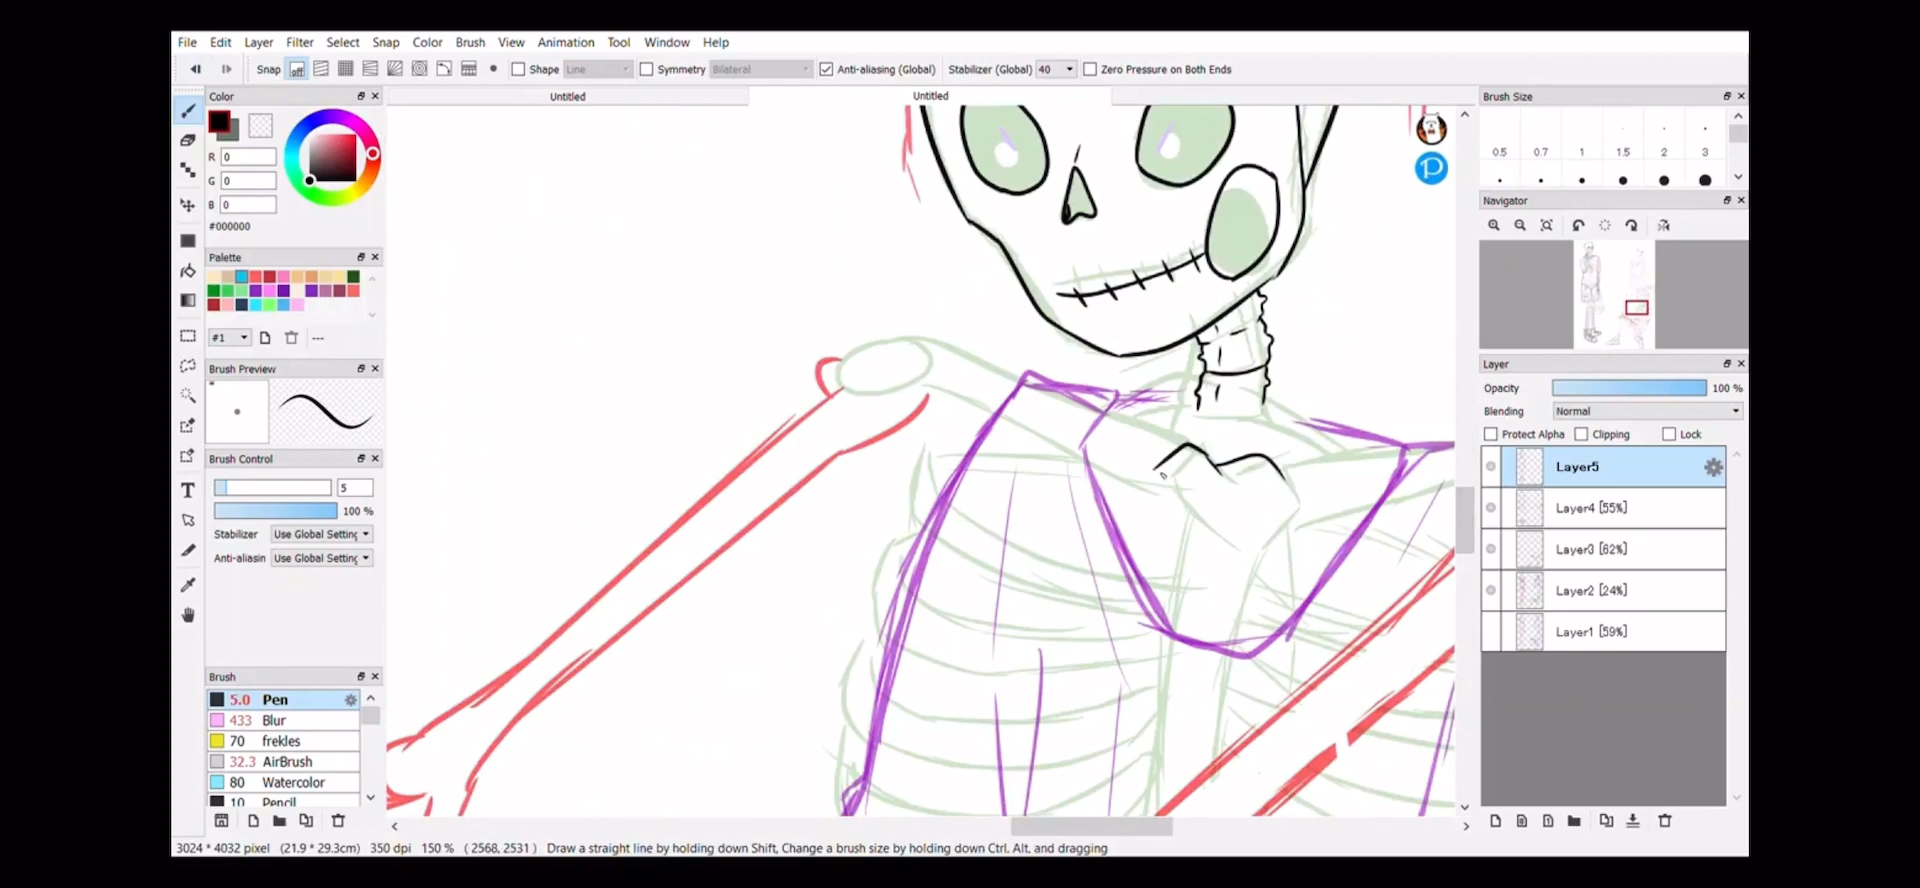 File Edit Layer Filter Select Snap Color Brush View Animation Tool Window Help
Snap off Shape Line Symmetry Bilateral Anti-aliasing (Global) Stabilizer (Global) 40 Zero Pressure on Both Ends
Color
R 0
G 0
B 0
#000000
Palette
#1
Brush Preview
Brush Control
5
100 %
Stabilizer Use Global Setting
Anti-aliasin Use Global Setting
Brush
5.0 Pen
433 Blur
70 frekles
32.3 AirBrush
80 Watercolor
10 Pencil
Untitled Untitled
P
Brush Size
0.5 0.7 1 1.5 2 3
Navigator
Layer
Opacity 100 %
Blending Normal
Protect Alpha Clipping Lock
Layer5
Layer4 [55%]
Layer3 [62%]
Layer2 [24%]
Layer1 [59%]
3024 * 4032 pixel (21.9 * 29.3cm) 350 dpi 150 % ( 2568, 2531 ) Draw a straight line by holding down Shift, Change a brush size by holding down Ctrl, Alt, and dragging